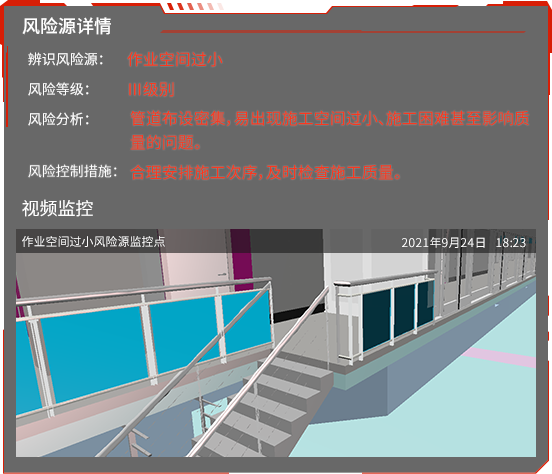 风险源详情
辨识风险源： 作业空间过小
风险等级： III级别
风险分析： 管道布设密集，易出现施工空间过小、施工困难甚至影响质
量的问题。
风险控制措施： 合理安排施工次序，及时检查施工质量。
视频监控
作业空间过小风险源监控点 2021年9月24日 18:23